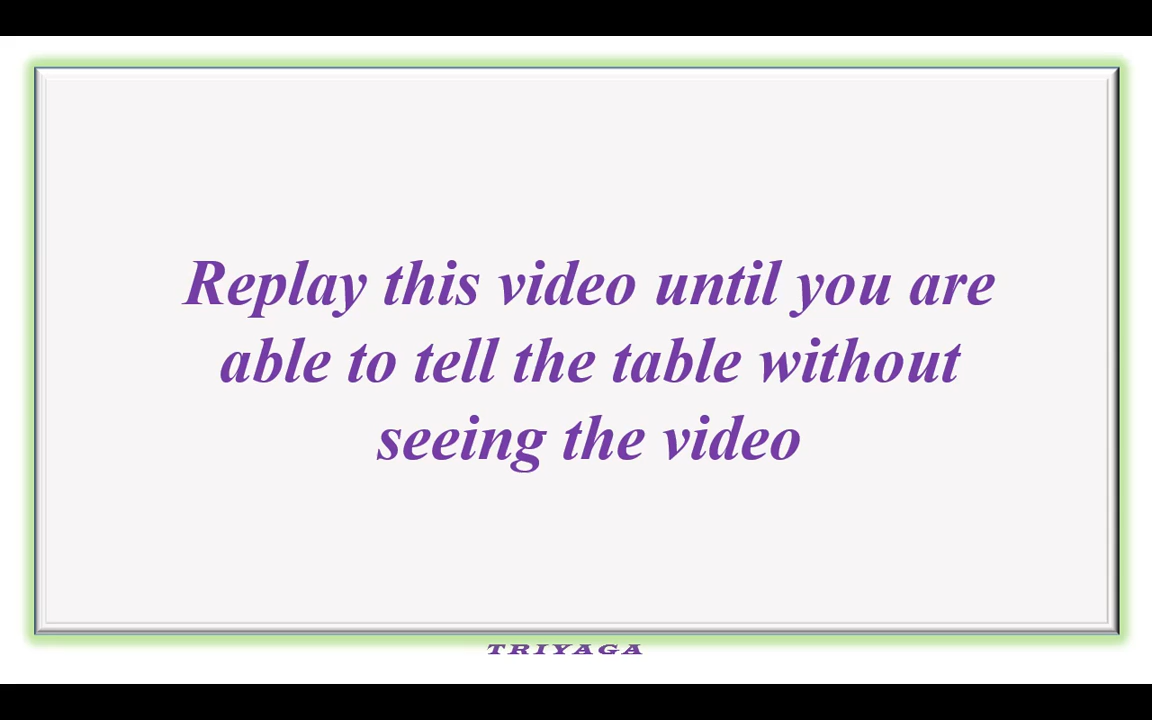 Replay this video until you are
able to tell the table without
seeing the video
TRIYAGA